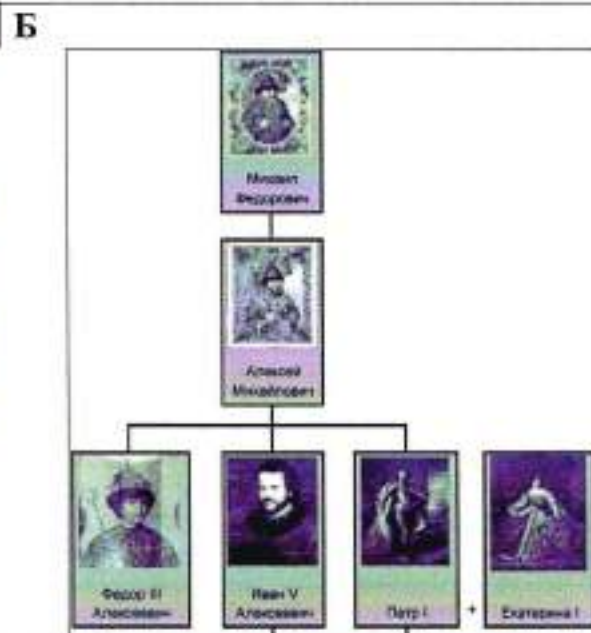 Б
Михаил
Федорович
Алексей
Михайлович
Федор III
Алексеевич
Иван V
Алексеевич
Петр I
+
Екатерина I